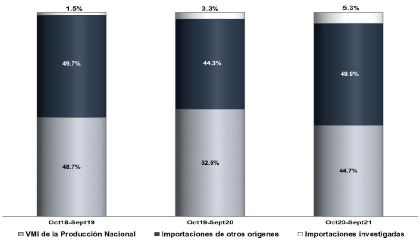 1.5% 3.3% 5.3%
49.7% 44.3% 49.9%
48.7% 52.5% 44.7%
Oct18-Sept19 Oct19-Sept20 Oct20-Sept21
VMI de la Producción Nacional Importaciones de otros orígenes Importaciones investigadas